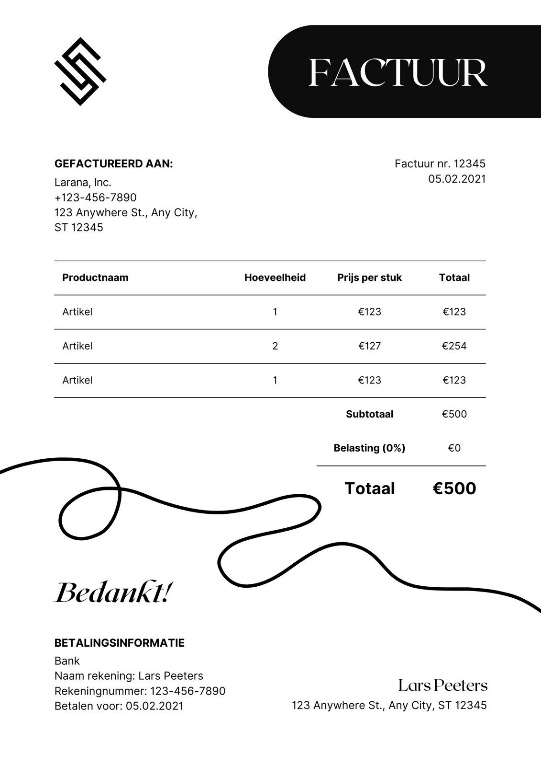 FACTUUR
GEFACTUREERD AAN:
Larana, Inc.
+123-456-7890
123 Anywhere St., Any City,
ST 12345
Factuur nr. 12345
05.02.2021
Productnaam Hoeveelheid Prijs per stuk Totaal
Artikel 1 €123 €123
Artikel 2 €127 €254
Artikel 1 €123 €123
Subtotaal €500
Belasting (0%) €0
Totaal €500
Bedankt!
BETALINGSINFORMATIE
Bank
Naam rekening: Lars Peeters
Rekeningnummer: 123-456-7890
Betalen voor: 05.02.2021
Lars Peeters
123 Anywhere St., Any City, ST 12345